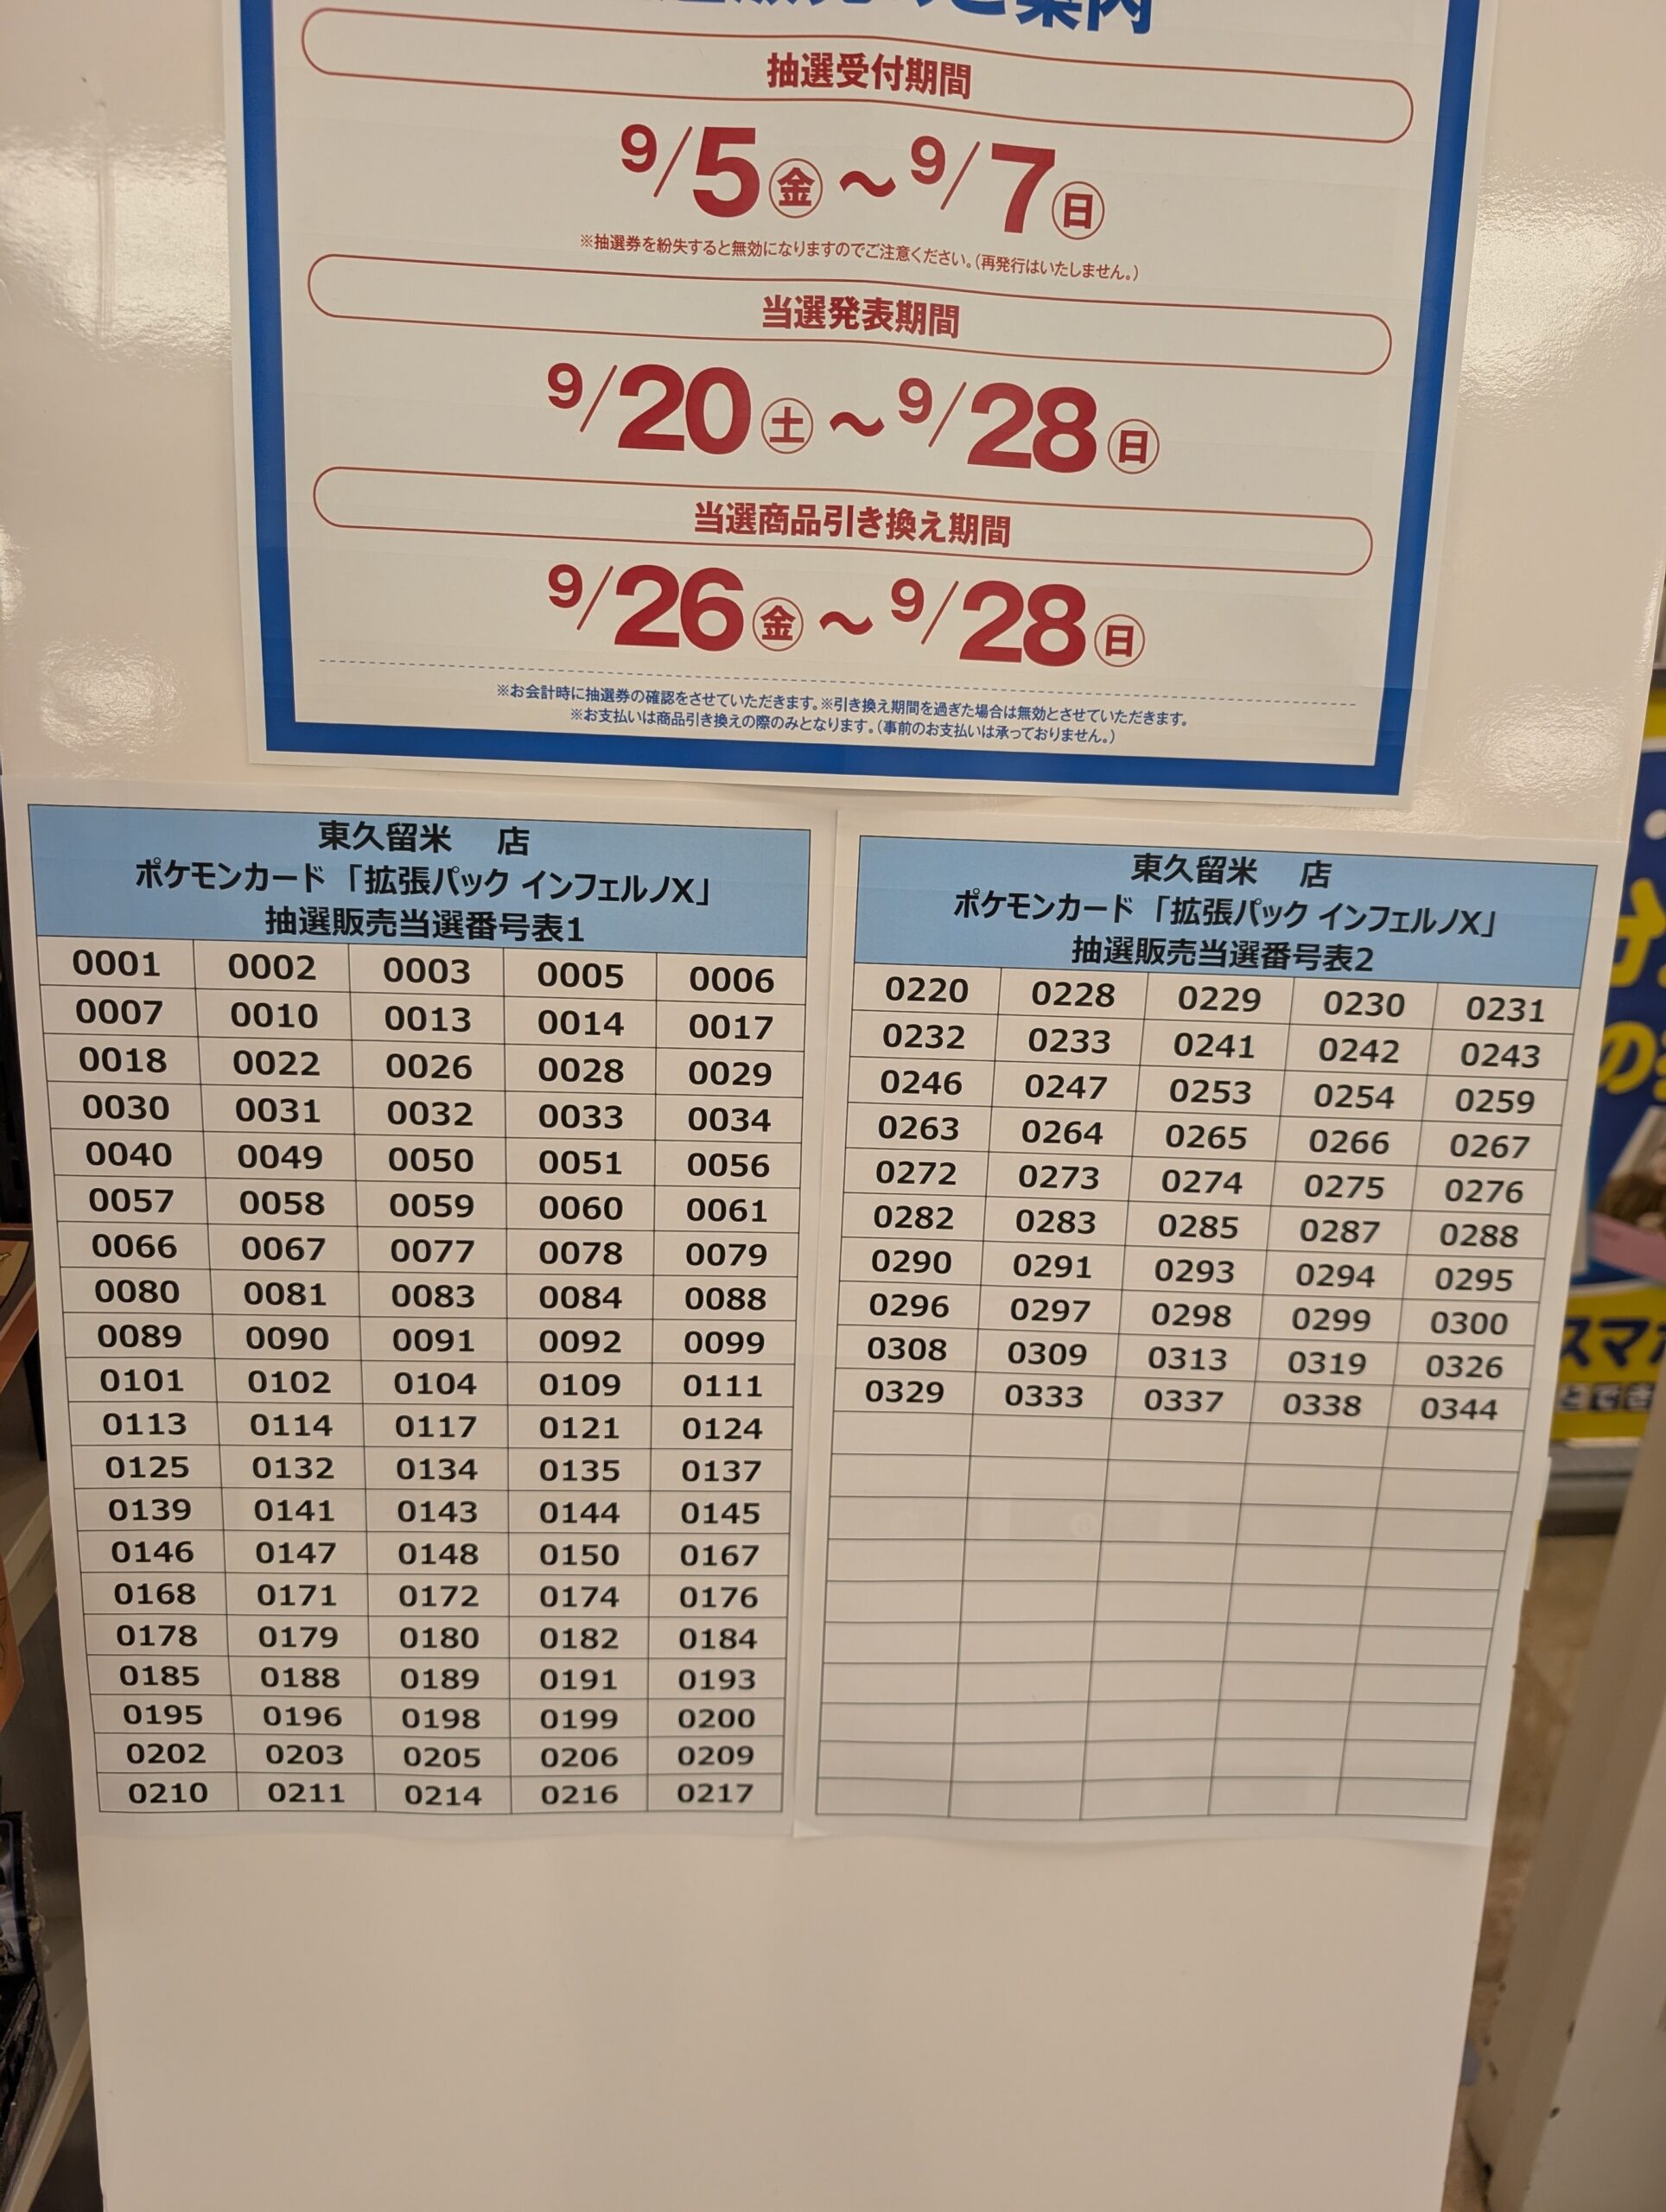 ご案内
抽選受付期間
9/5㊎～9/7㊐
※抽選券を紛失すると無効になりますのでご注意ください。(再発行はいたしません。)
当選発表期間
9/20㊏～9/28㊐
当選商品引き換え期間
9/26㊎～9/28㊐
※お会計時に抽選券の確認をさせていただきます。※引き換え期間を過ぎた場合は無効とさせていただきます。
※お支払いは商品引き換えの際のみとなります。(事前のお支払いは承っておりません。)
東久留米 店
ポケモンカード「拡張パック インフェルノX」
抽選販売当選番号表1
0001 0002 0003 0005 0006
0007 0010 0013 0014 0017
0018 0022 0026 0028 0029
0030 0031 0032 0033 0034
0040 0049 0050 0051 0056
0057 0058 0059 0060 0061
0066 0067 0077 0078 0079
0080 0081 0083 0084 0088
0089 0090 0091 0092 0099
0101 0102 0104 0109 0111
0113 0114 0117 0121 0124
0125 0132 0134 0135 0137
0139 0141 0143 0144 0145
0146 0147 0148 0150 0167
0168 0171 0172 0174 0176
0178 0179 0180 0182 0184
0185 0188 0189 0191 0193
0195 0196 0198 0199 0200
0202 0203 0205 0206 0209
0210 0211 0214 0216 0217
東久留米 店
ポケモンカード「拡張パック インフェルノX」
抽選販売当選番号表2
0220 0228 0229 0230 0231
0232 0233 0241 0242 0243
0246 0247 0253 0254 0259
0263 0264 0265 0266 0267
0272 0273 0274 0275 0276
0282 0283 0285 0287 0288
0290 0291 0293 0294 0295
0296 0297 0298 0299 0300
0308 0309 0313 0319 0326
0329 0333 0337 0338 0344
の
スマホ
とでき